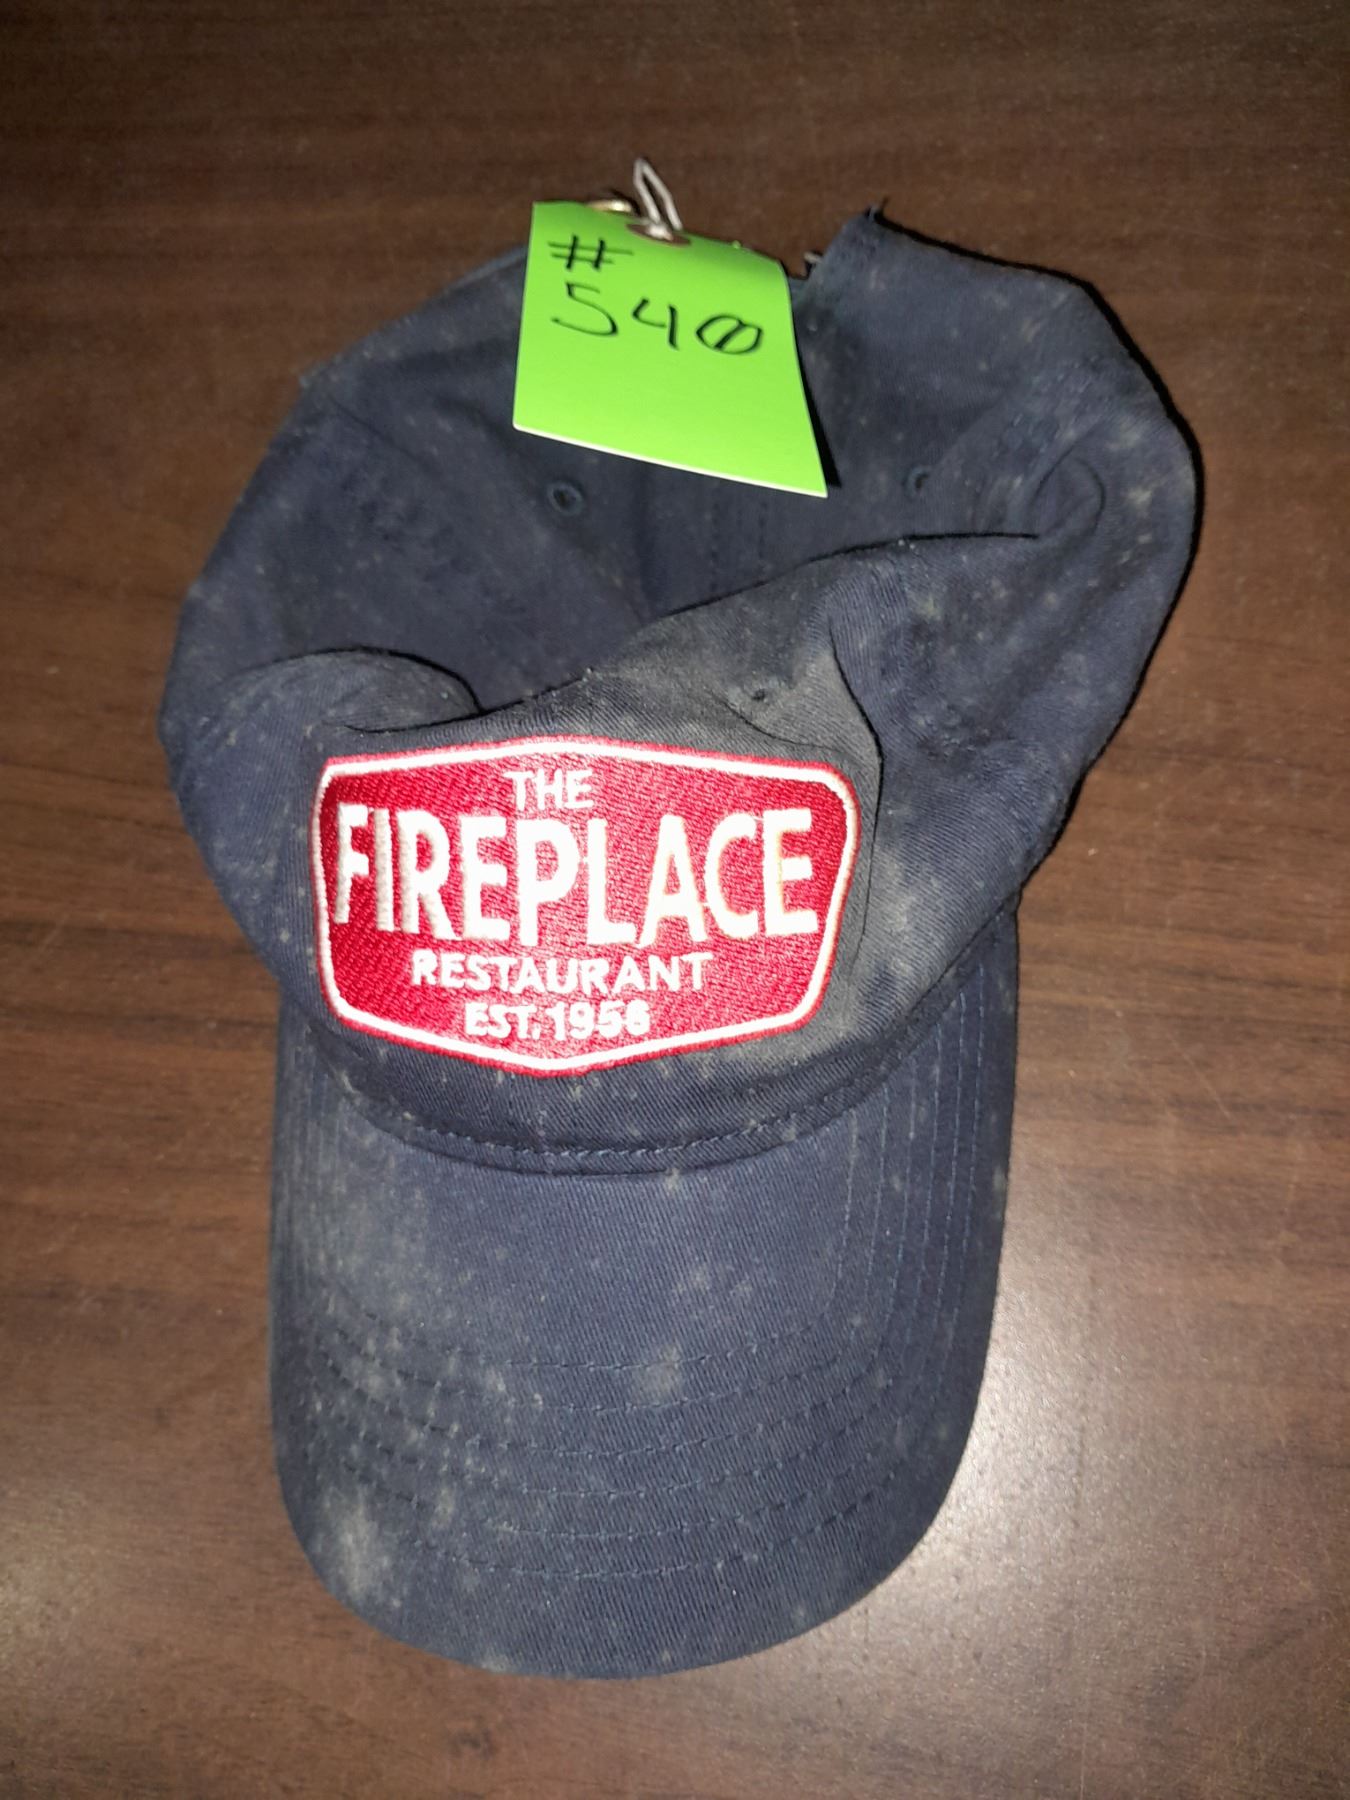 #
540
THE
FIREPLACE
RESTAURANT
EST. 1956